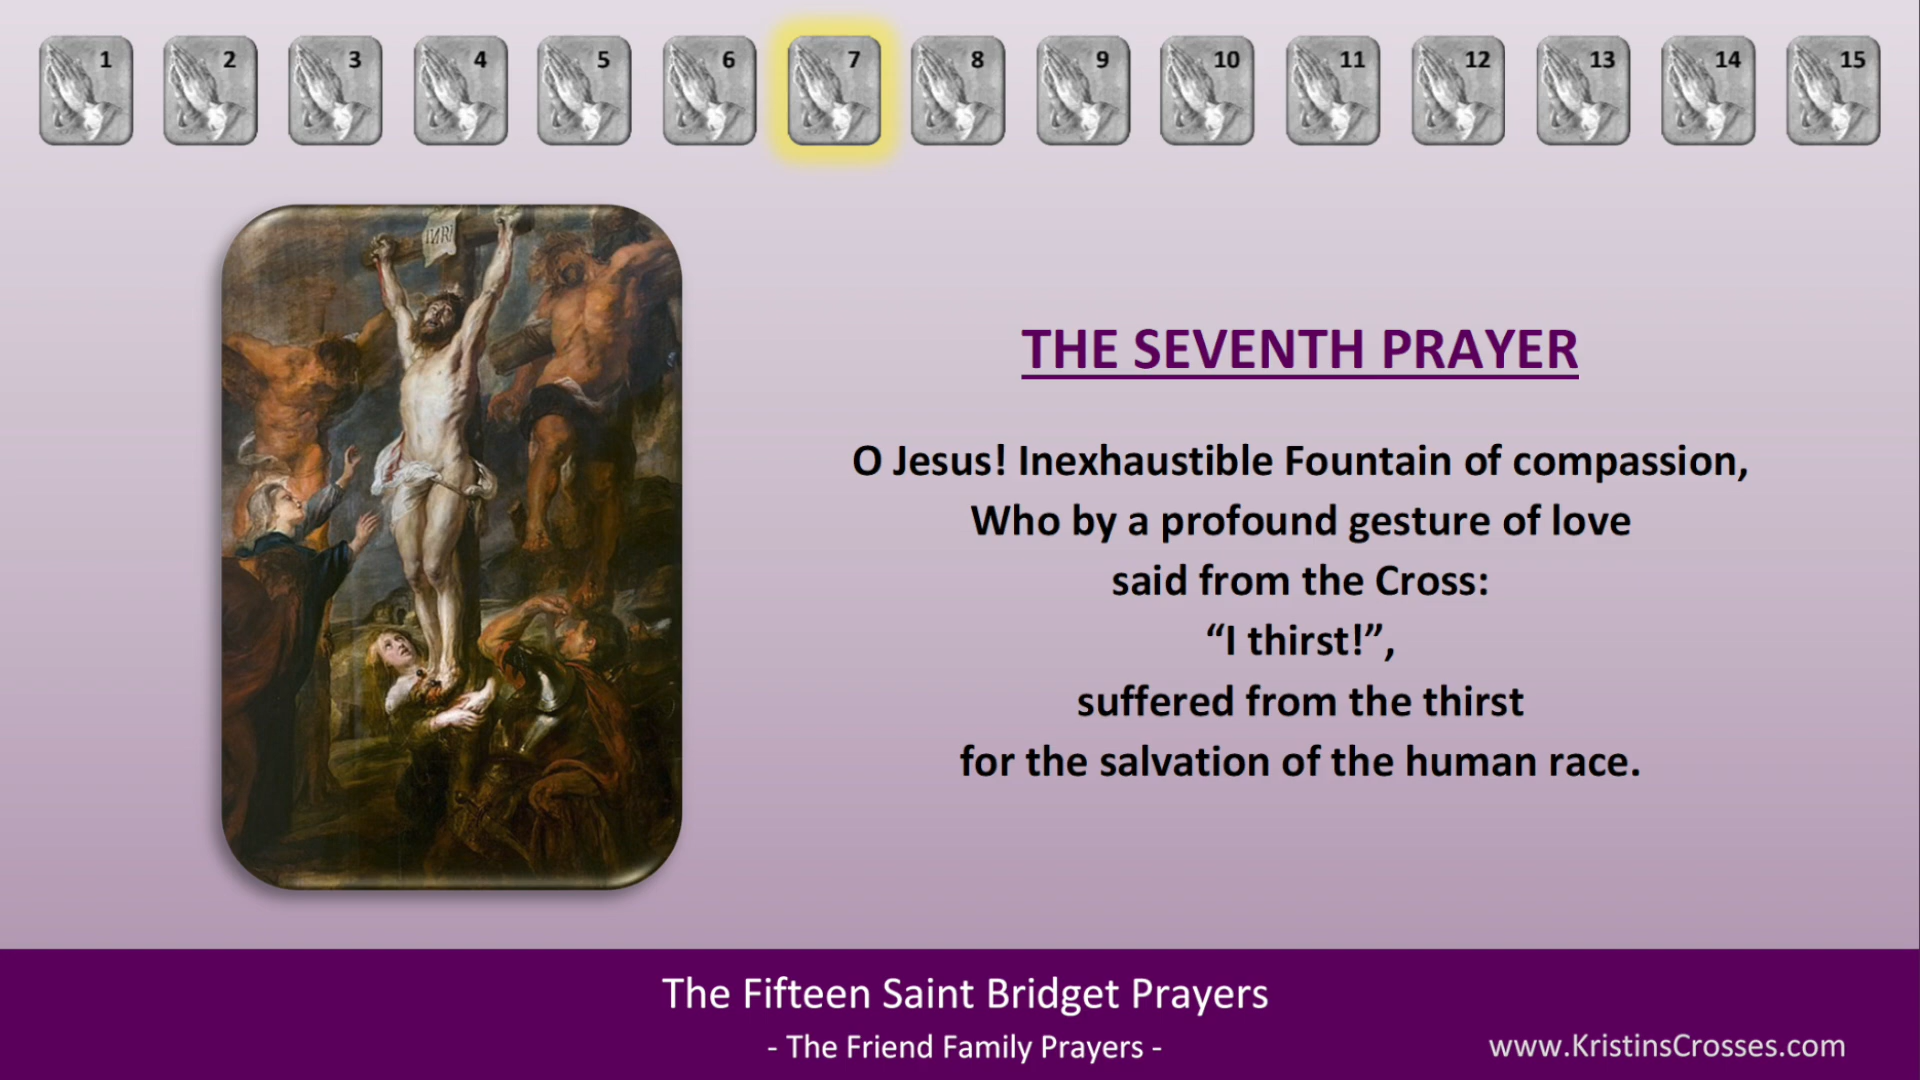 1 2 3 4 5 6 7 8 9 10 11 12 13 14 15
INRI
THE SEVENTH PRAYER
O Jesus! Inexhaustible Fountain of compassion,
Who by a profound gesture of love
said from the Cross:
“I thirst!”,
suffered from the thirst
for the salvation of the human race.
The Fifteen Saint Bridget Prayers
- The Friend Family Prayers -
www.KristinsCrosses.com